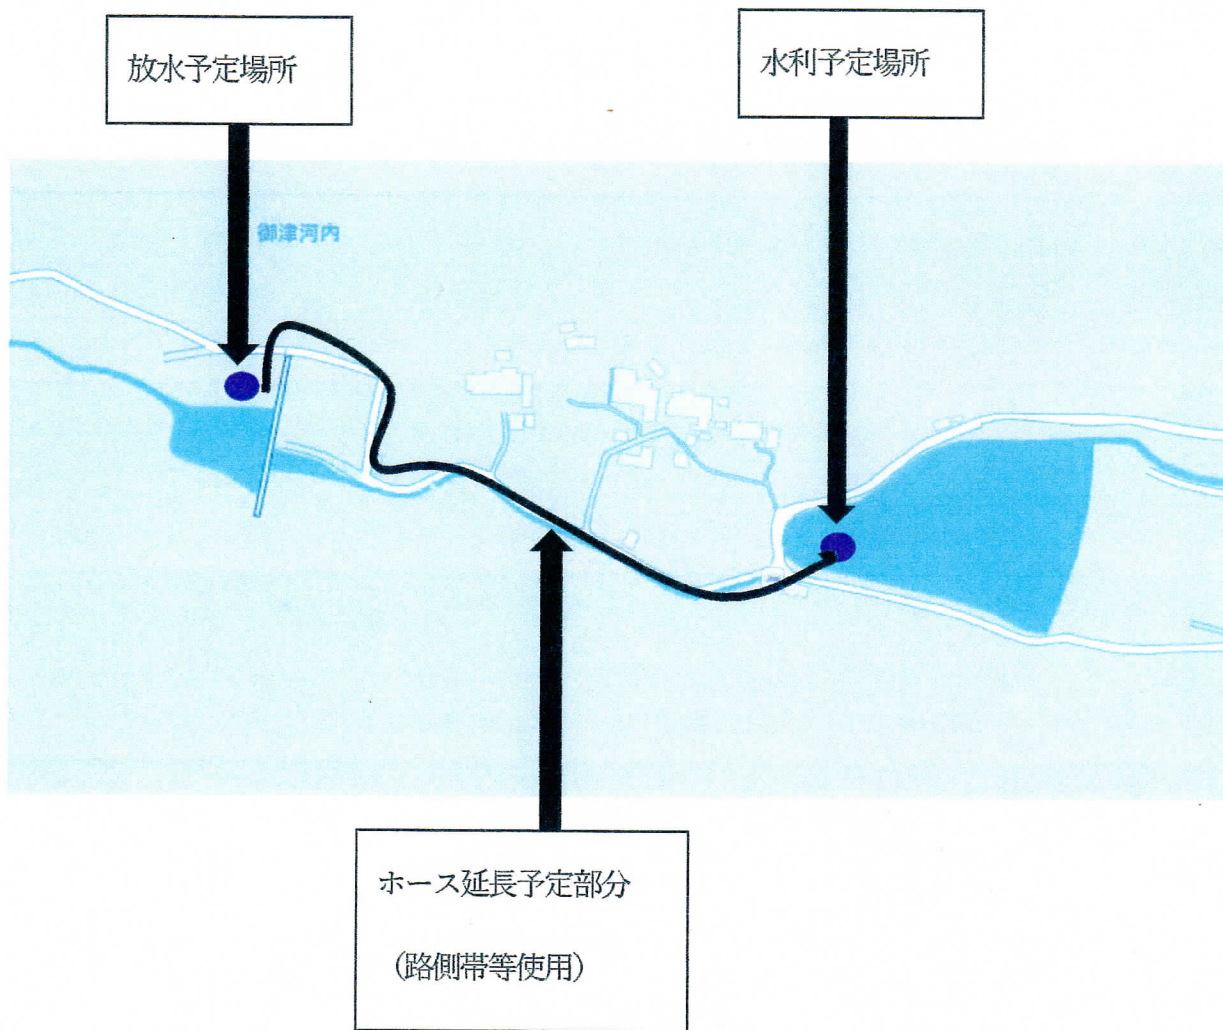 放水予定場所
水利予定場所
御津河内
ホース延長予定部分
（路側帯等使用）